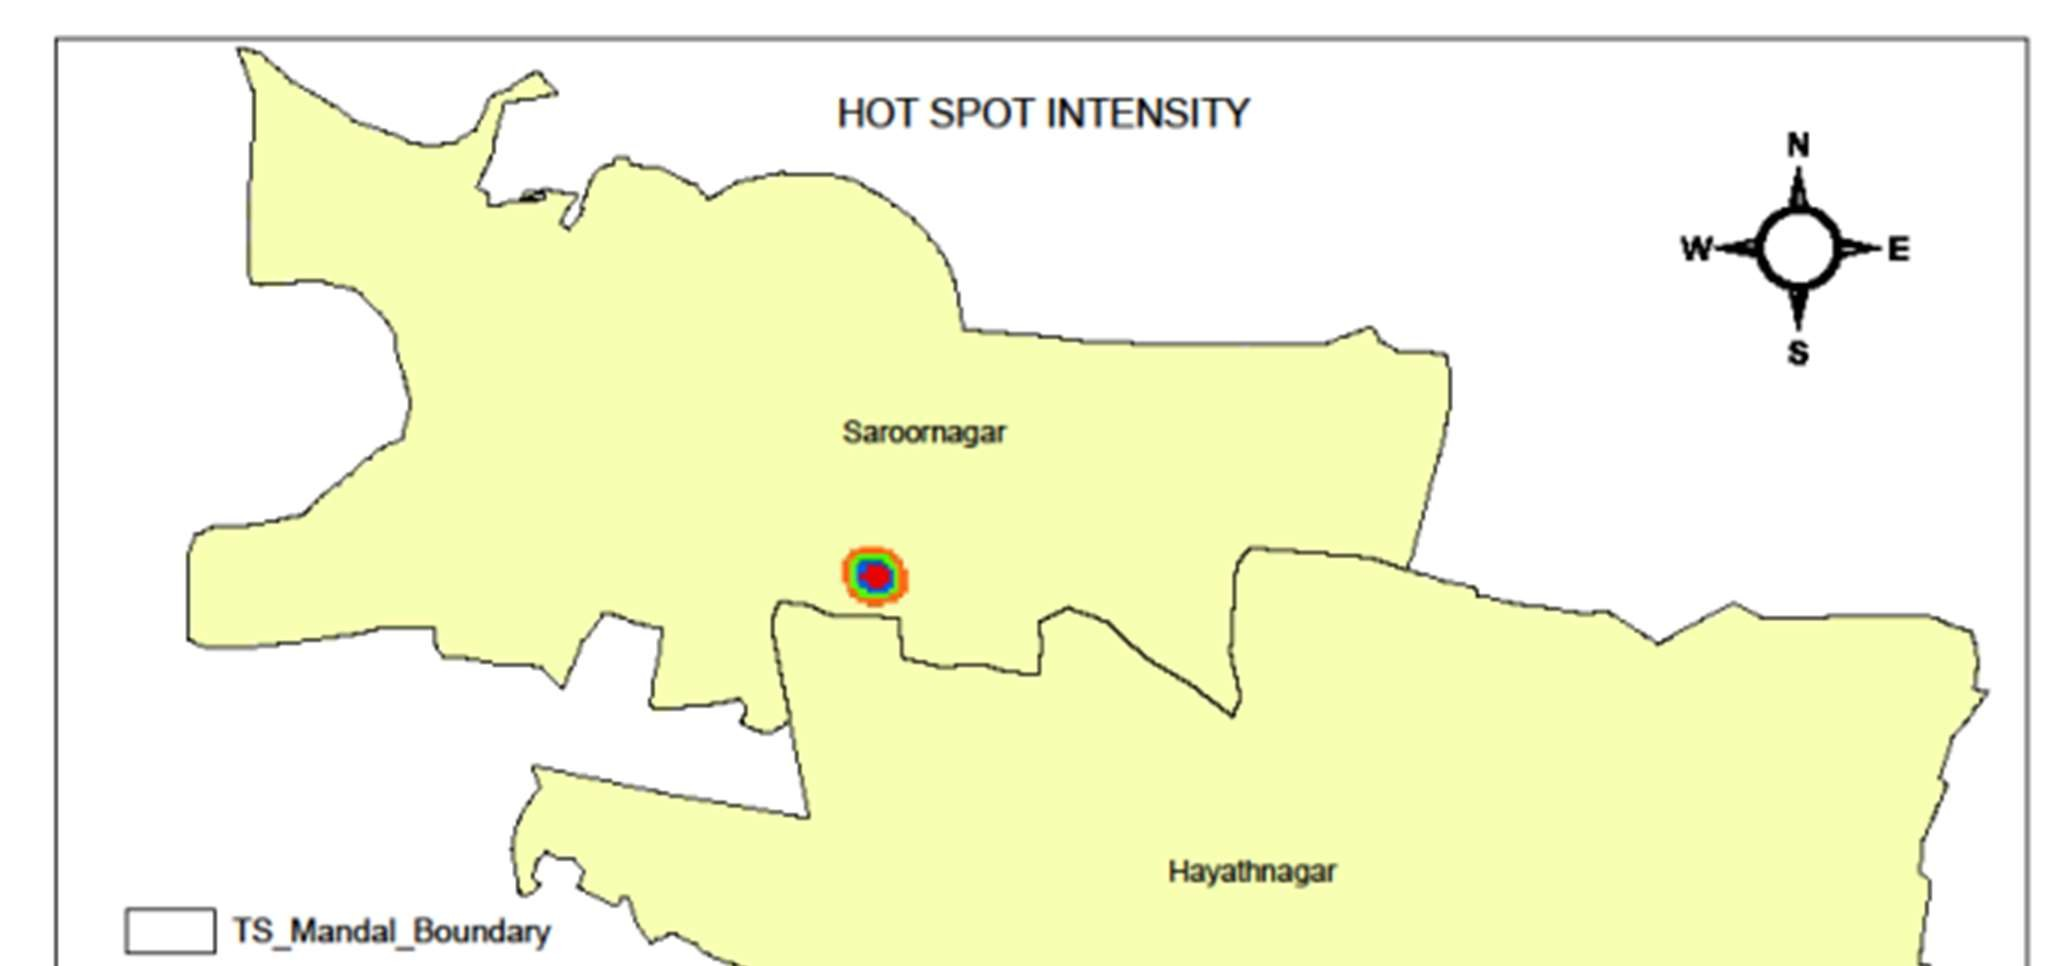 HOT SPOT INTENSITY
N
W E
S
Saroornagar
Hayathnagar
TS_Mandal_Boundary